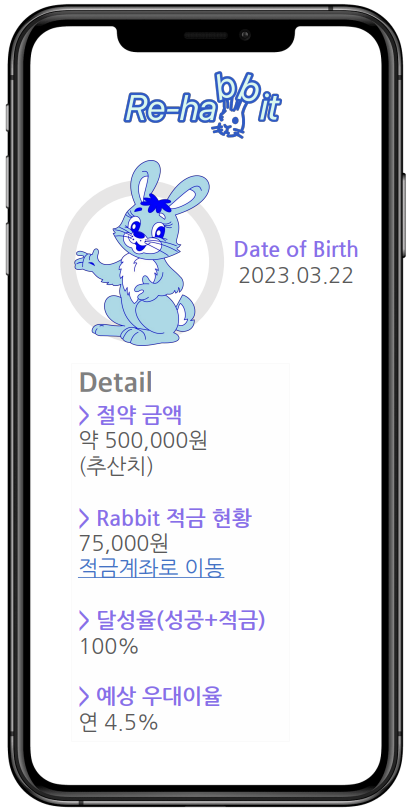 Re-habbit
Date of Birth
2023.03.22
Detail
> 절약 금액
약 500,000원
(추산치)
> Rabbit 적금 현황
75,000원
적금계좌로 이동
> 달성율(성공+적금)
100%
> 예상 우대이율
연 4.5%